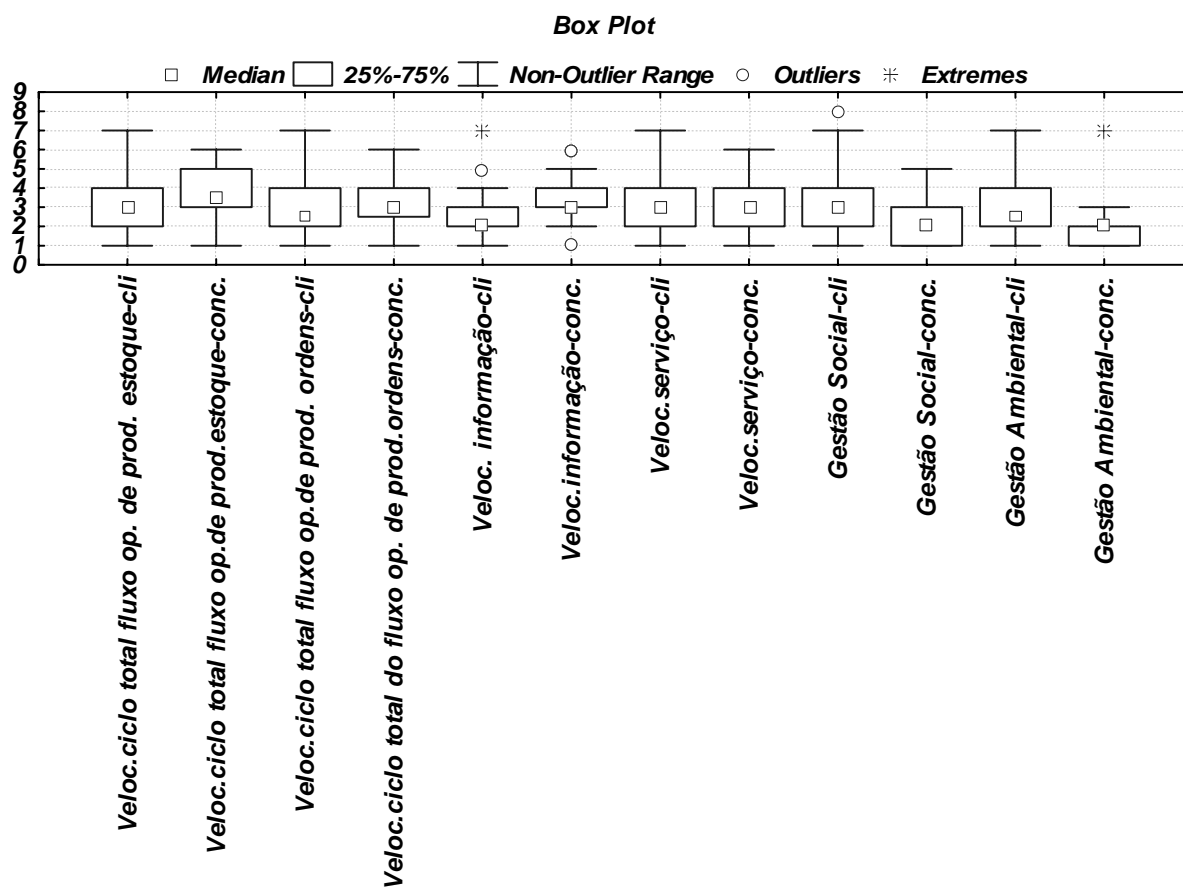 Box Plot
Median 25%-75% Non-Outlier Range Outliers Extremes
9
8
7
6
5
4
3
2
1
0
Veloc.ciclo total fluxo op. de prod. estoque-cli
Veloc.ciclo total fluxo op.de prod.estoque-conc.
Veloc.ciclo total fluxo op.de prod. ordens-cli
Veloc.ciclo total do fluxo op. de prod.ordens-conc.
Veloc. informação-cli
Veloc.informação-conc.
Veloc.serviço-cli
Veloc.serviço-conc.
Gestão Social-cli
Gestão Social-conc.
Gestão Ambiental-cli
Gestão Ambiental-conc.